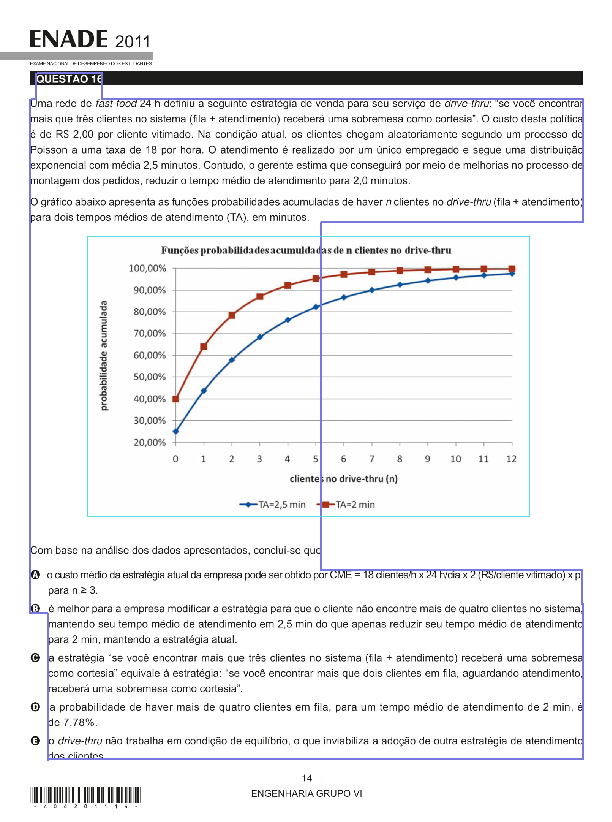 ENADE 2011
EXAME NACIONAL DE DESEMPENHO DOS ESTUDANTES
QUESTÃO 16
Uma rede de fast-food 24 h definiu a seguinte estratégia de venda para seu serviço de drive-thru: “se você encontrar
mais que três clientes no sistema (fila + atendimento) receberá uma sobremesa como cortesia”. O custo desta política
é de R$ 2,00 por cliente vitimado. Na condição atual, os clientes chegam aleatoriamente segundo um processo de
Poisson a uma taxa de 18 por hora. O atendimento é realizado por um único empregado e segue uma distribuição
exponencial com média 2,5 minutos. Contudo, o gerente estima que conseguirá por meio de melhorias no processo de
montagem dos pedidos, reduzir o tempo médio de atendimento para 2,0 minutos.
O gráfico abaixo apresenta as funções probabilidades acumuladas de haver n clientes no drive-thru (fila + atendimento)
para dois tempos médios de atendimento (TA), em minutos.
Funções probabilidades acumuldadas de n clientes no drive-thru
100,00%
90,00%
80,00%
70,00%
60,00%
50,00%
40,00%
30,00%
20,00%
probabilidade acumulada
0 1 2 3 4 5 6 7 8 9 10 11 12
clientes no drive-thru (n)
TA=2,5 min TA=2 min
Com base na análise dos dados apresentados, conclui-se que
A o custo médio da estratégia atual da empresa pode ser obtido por CME = 18 clientes/h x 24 h/dia x 2 (R$/cliente vitimado) x p,
para n ≥ 3.
B é melhor para a empresa modificar a estratégia para que o cliente não encontre mais de quatro clientes no sistema,
mantendo seu tempo médio de atendimento em 2,5 min do que apenas reduzir seu tempo médio de atendimento
para 2 min, mantendo a estratégia atual.
C a estratégia “se você encontrar mais que três clientes no sistema (fila + atendimento) receberá uma sobremesa
como cortesia” equivale à estratégia: “se você encontrar mais que dois clientes em fila, aguardando atendimento,
receberá uma sobremesa como cortesia”.
D a probabilidade de haver mais de quatro clientes em fila, para um tempo médio de atendimento de 2 min, é
de 7,78%.
E o drive-thru não trabalha em condição de equilíbrio, o que inviabiliza a adoção de outra estratégia de atendimento
dos clientes
14
ENGENHARIA GRUPO VI